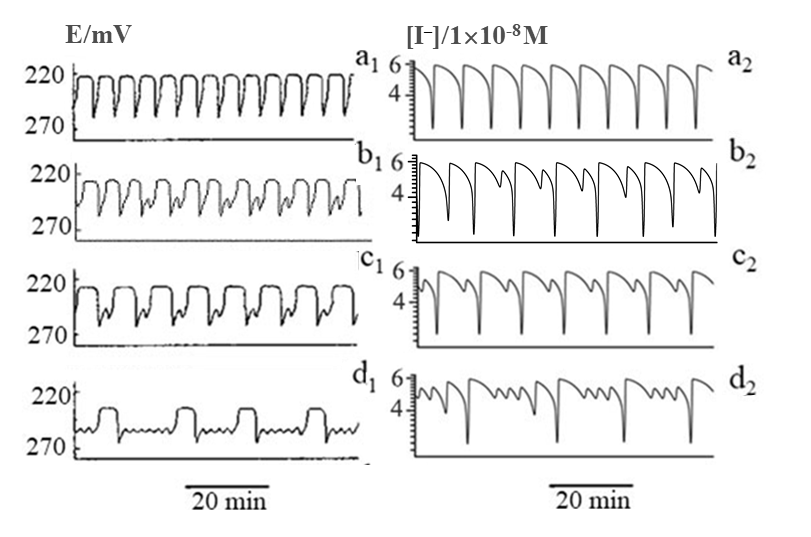 E/mV
[I⁻]/1×10⁻⁸M
220
270
a₁
6
4
a₂
220
270
b₁
6
4
b₂
220
270
c₁
6
4
c₂
220
270
d₁
6
4
d₂
20 min
20 min